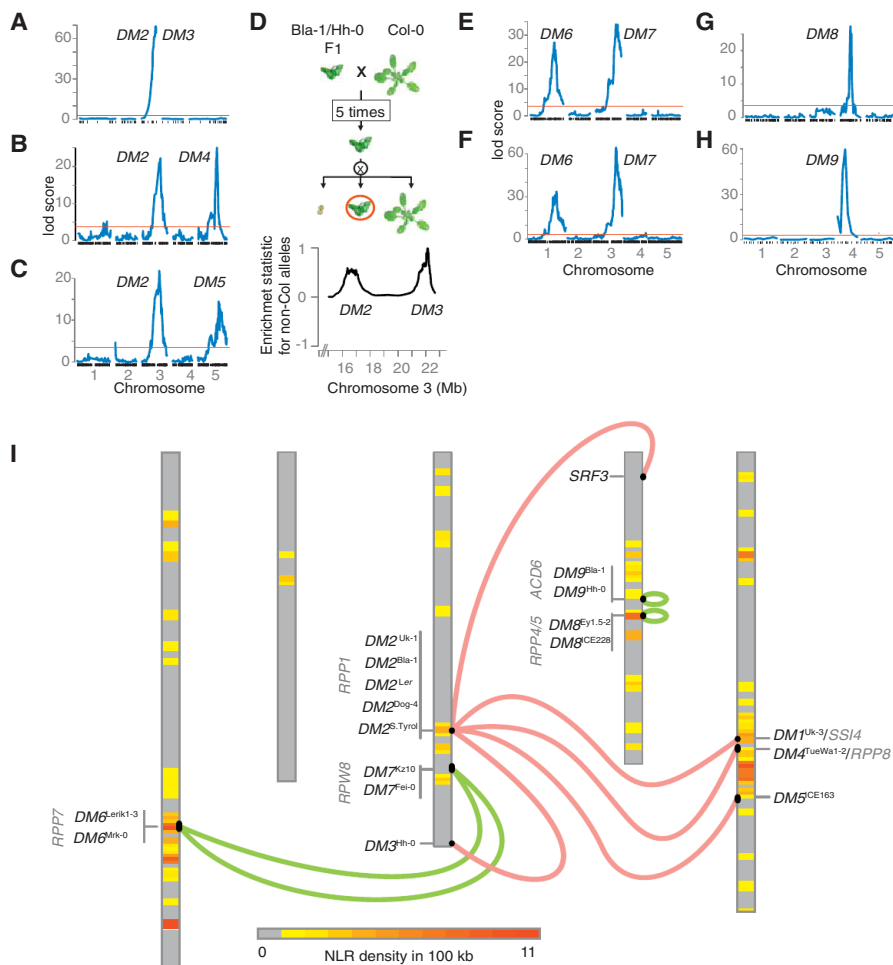 A
DM2 DM3
60
40
20
0
B
DM2 DM4
20
10
0
lod score
C
DM2 DM5
20
10
0
1 2 3 4 5
Chromosome
D
Bla-1/Hh-0 Col-0
F1
X
5 times
X
Enrichmet statistic
for non-Col alleles
1
0
-1
DM2 DM3
16 18 20 22
Chromosome 3 (Mb)
E
DM6 DM7
30
20
10
0
lod score
F
DM6 DM7
60
40
20
0
1 2 3 4 5
Chromosome
G
DM8
20
10
0
H
DM9
60
30
0
1 2 3 4 5
Chromosome
I
SRF3
ACD6
DM9Bla-1
DM9Hh-0
RPP4/5
DM8Ey1.5-2
DM8ICE228
RPP1
DM2Uk-1
DM2Bla-1
DM2Ler
DM2Dog-4
DM2S.Tyrol
RPW8
DM7Kz10
DM7Fei-0
DM3Hh-0
DM1Uk-3/SSI4
DM4TueWa1-2/RPP8
DM5ICE163
RPP7
DM6Lerik1-3
DM6Mrk-0
0 NLR density in 100 kb 11